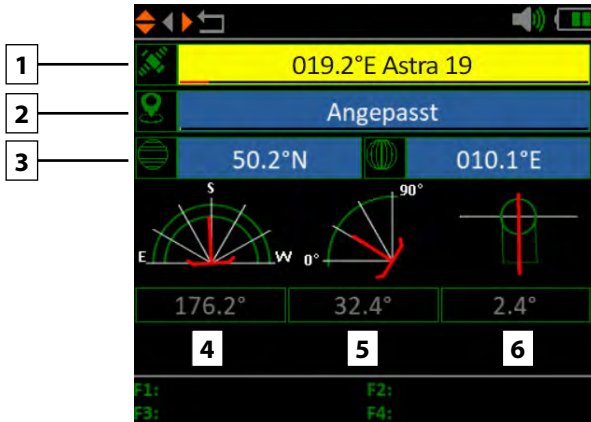 1
019.2°E Astra 19
2
Angepasst
3
50.2°N 010.1°E
S 90°
E W 0°
176.2° 32.4° 2.4°
4 5 6
F1: F2:
F3: F4: